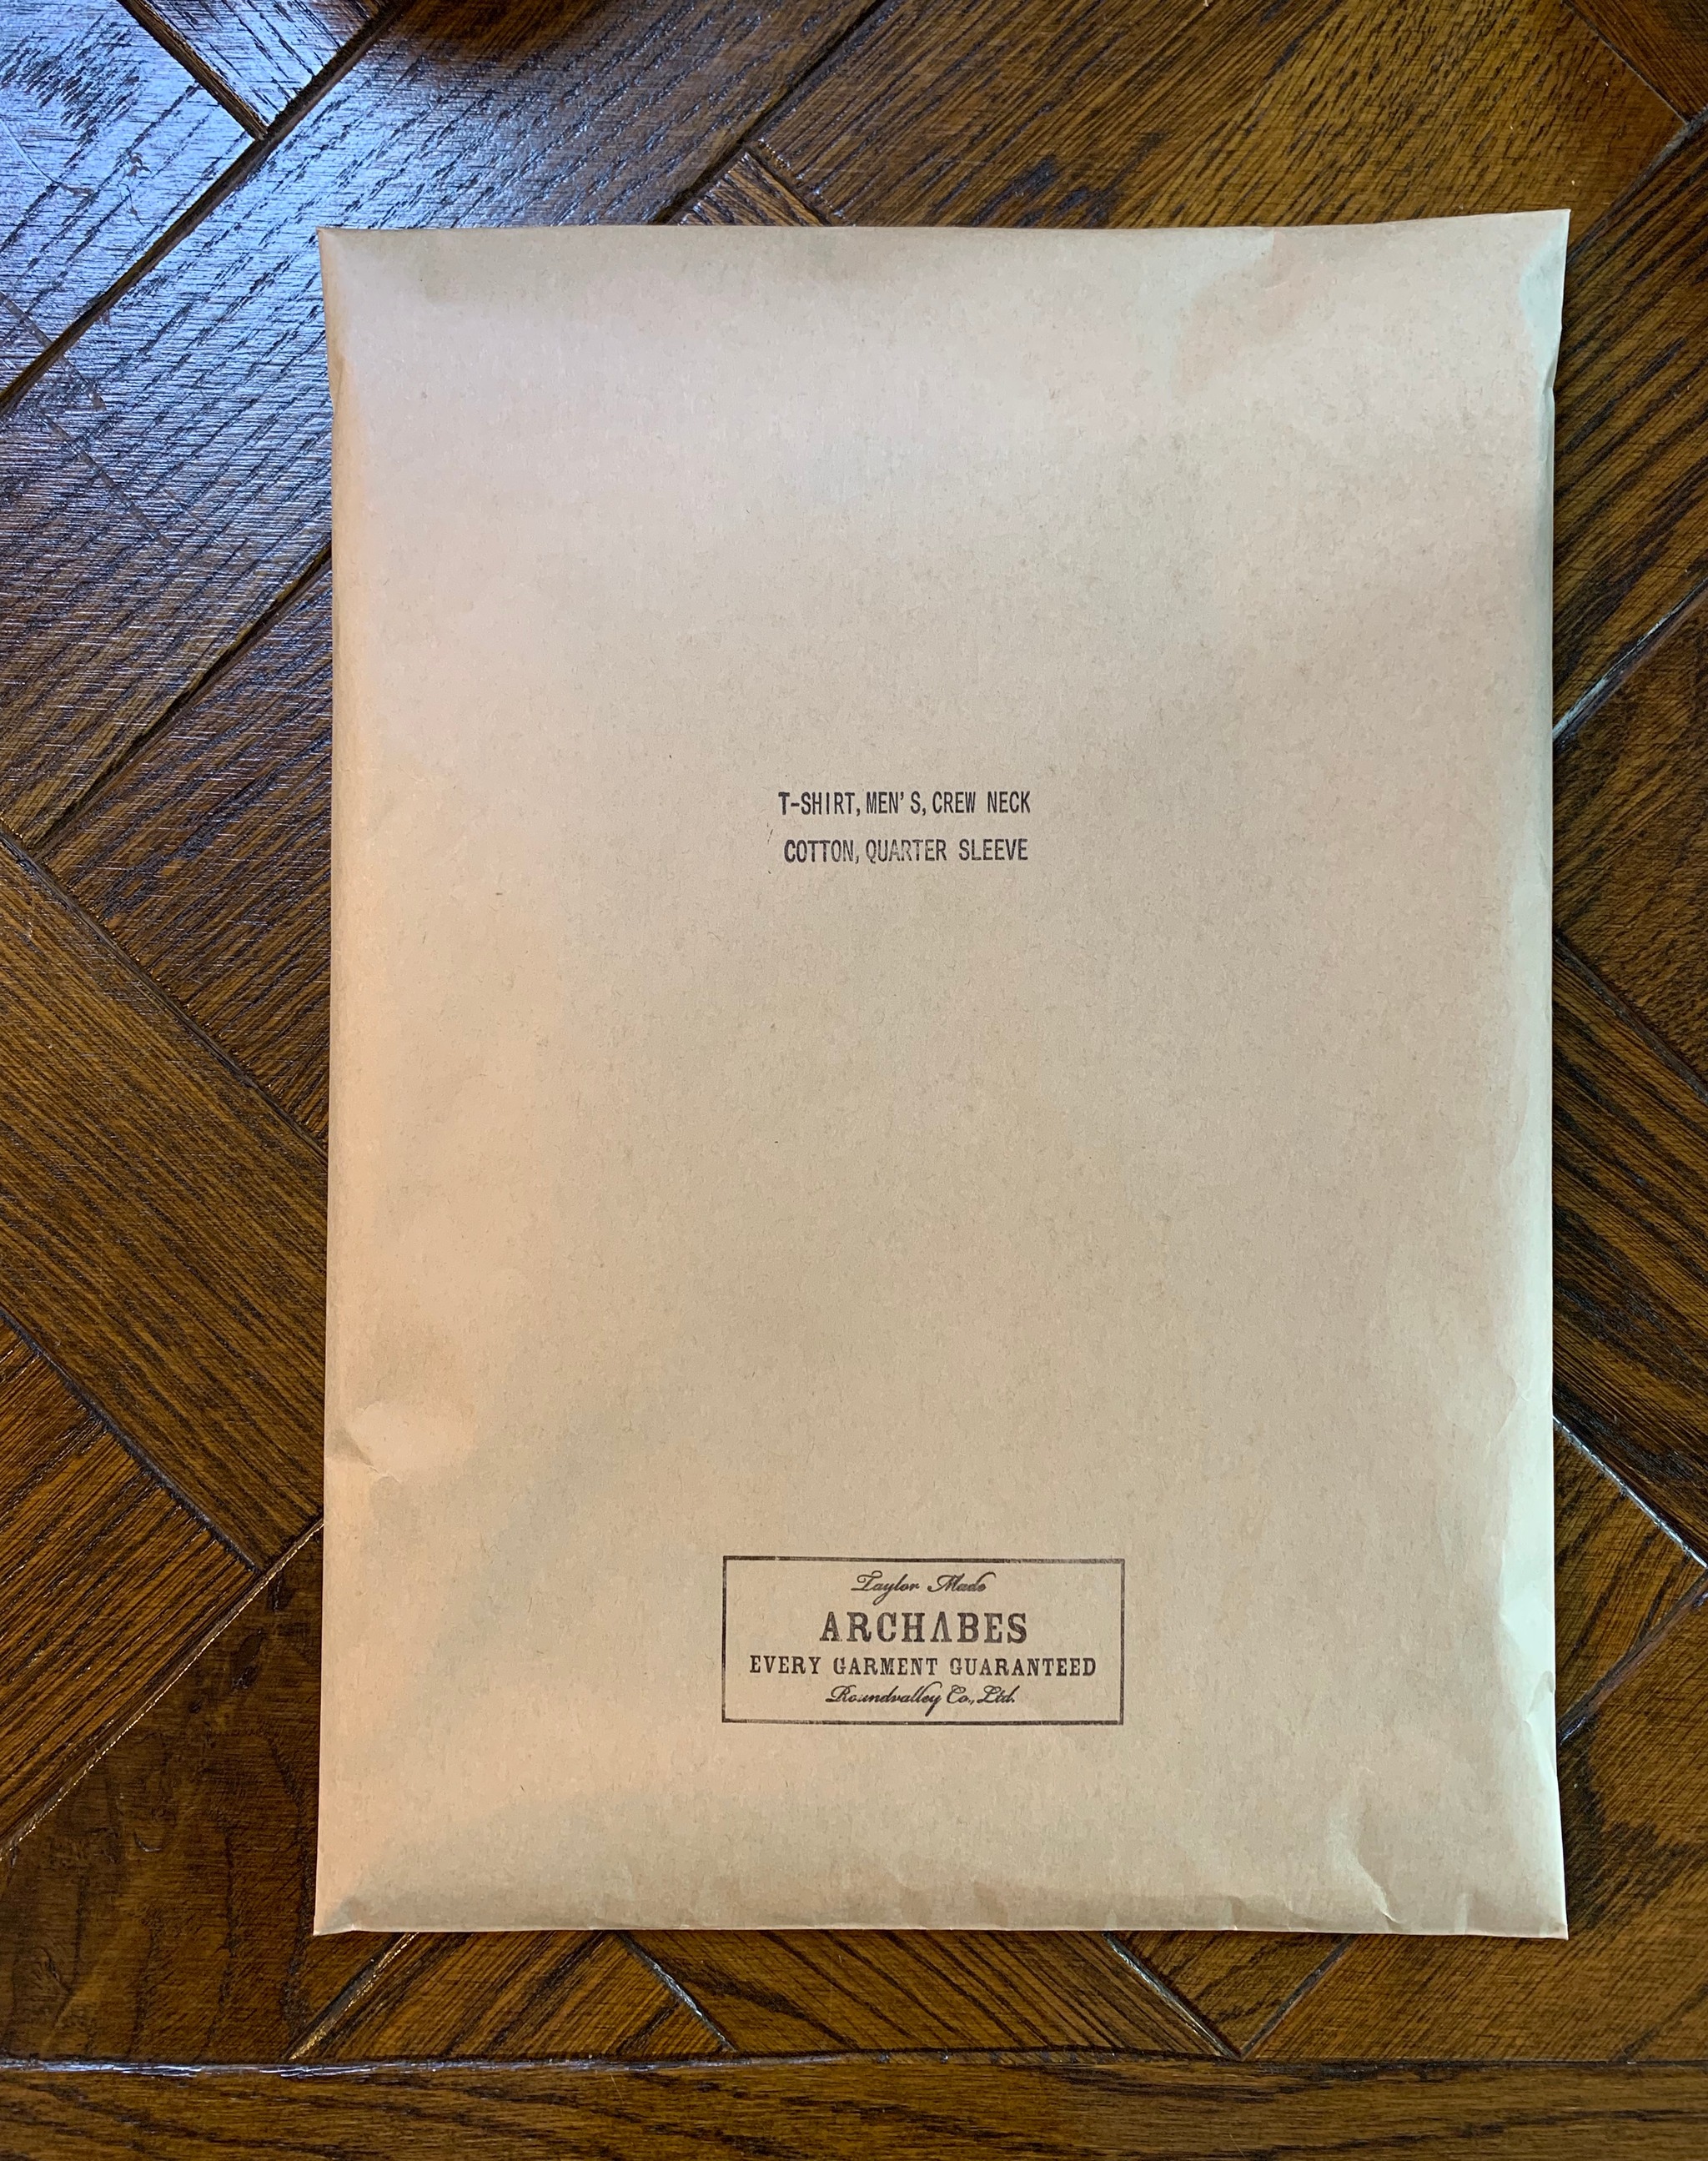 T-SHIRT, MEN'S, CREW NECK
COTTON, QUARTER SLEEVE
Taylor Made
ARCHABES
EVERY GARMENT GUARANTEED
Roundvalley Co., Ltd.